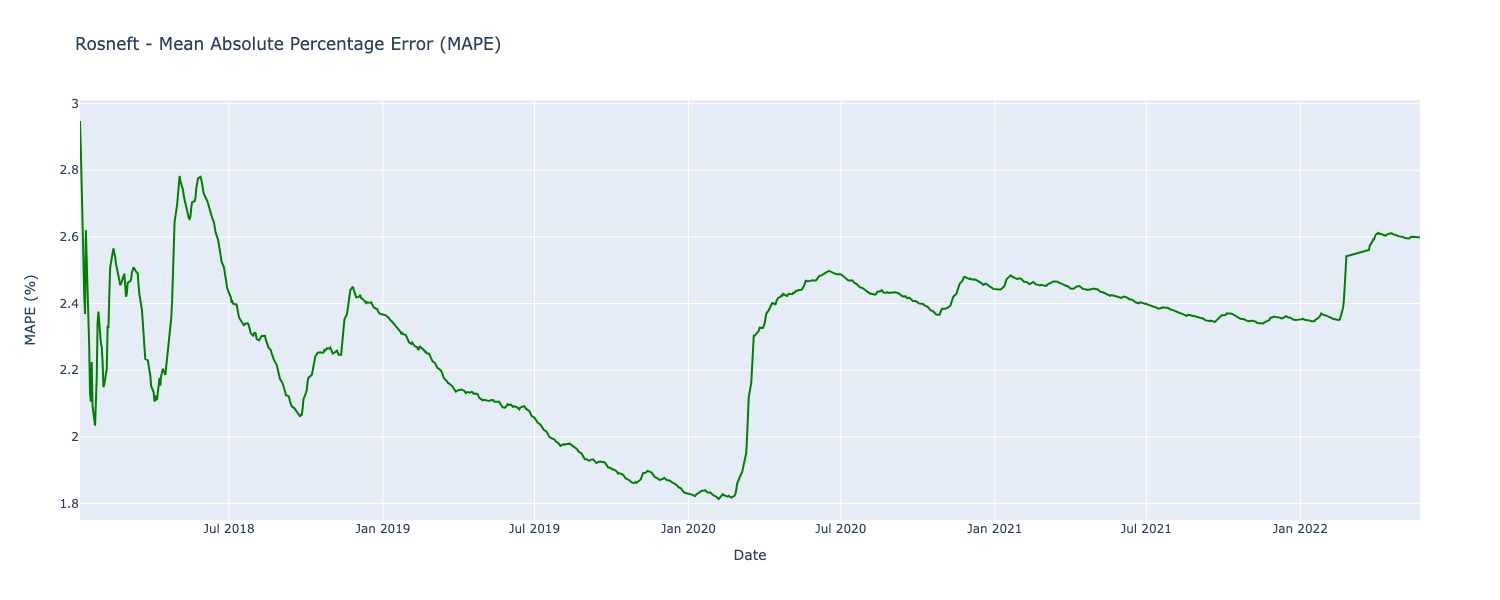 Rosneft - Mean Absolute Percentage Error (MAPE)
3
2.8
2.6
2.4
2.2
2
1.8
MAPE (%)
Jul 2018
Jan 2019
Jul 2019
Jan 2020
Jul 2020
Jan 2021
Jul 2021
Jan 2022
Date